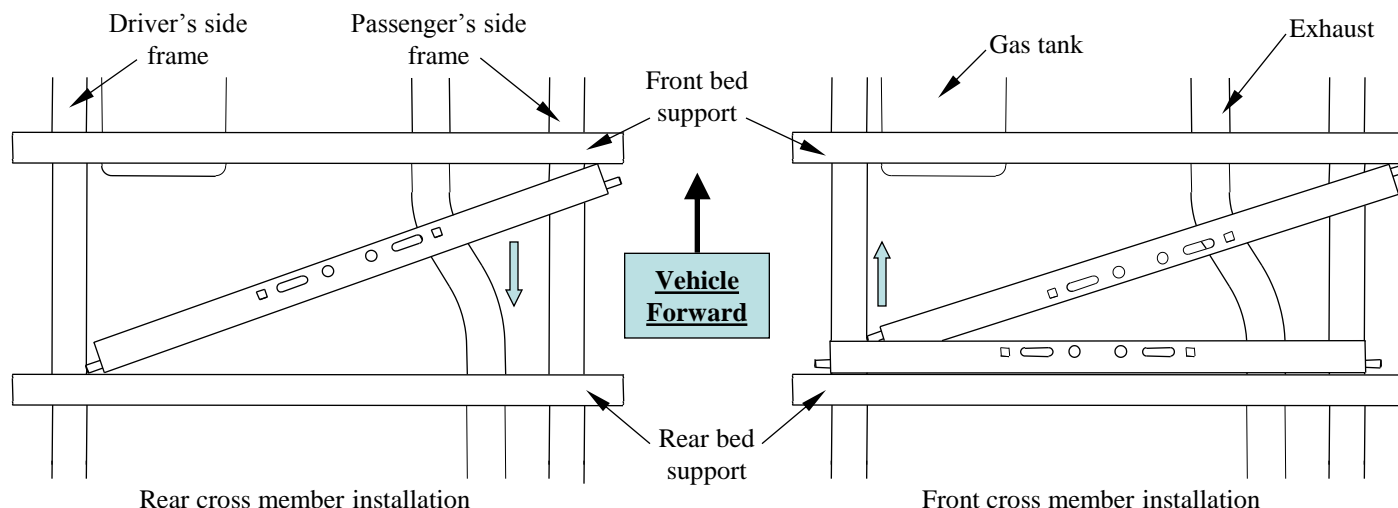 Driver’s side
frame
Passenger’s side
frame
Gas tank
Exhaust
Front bed
support
Vehicle
Forward
Rear bed
support
Rear cross member installation
Front cross member installation